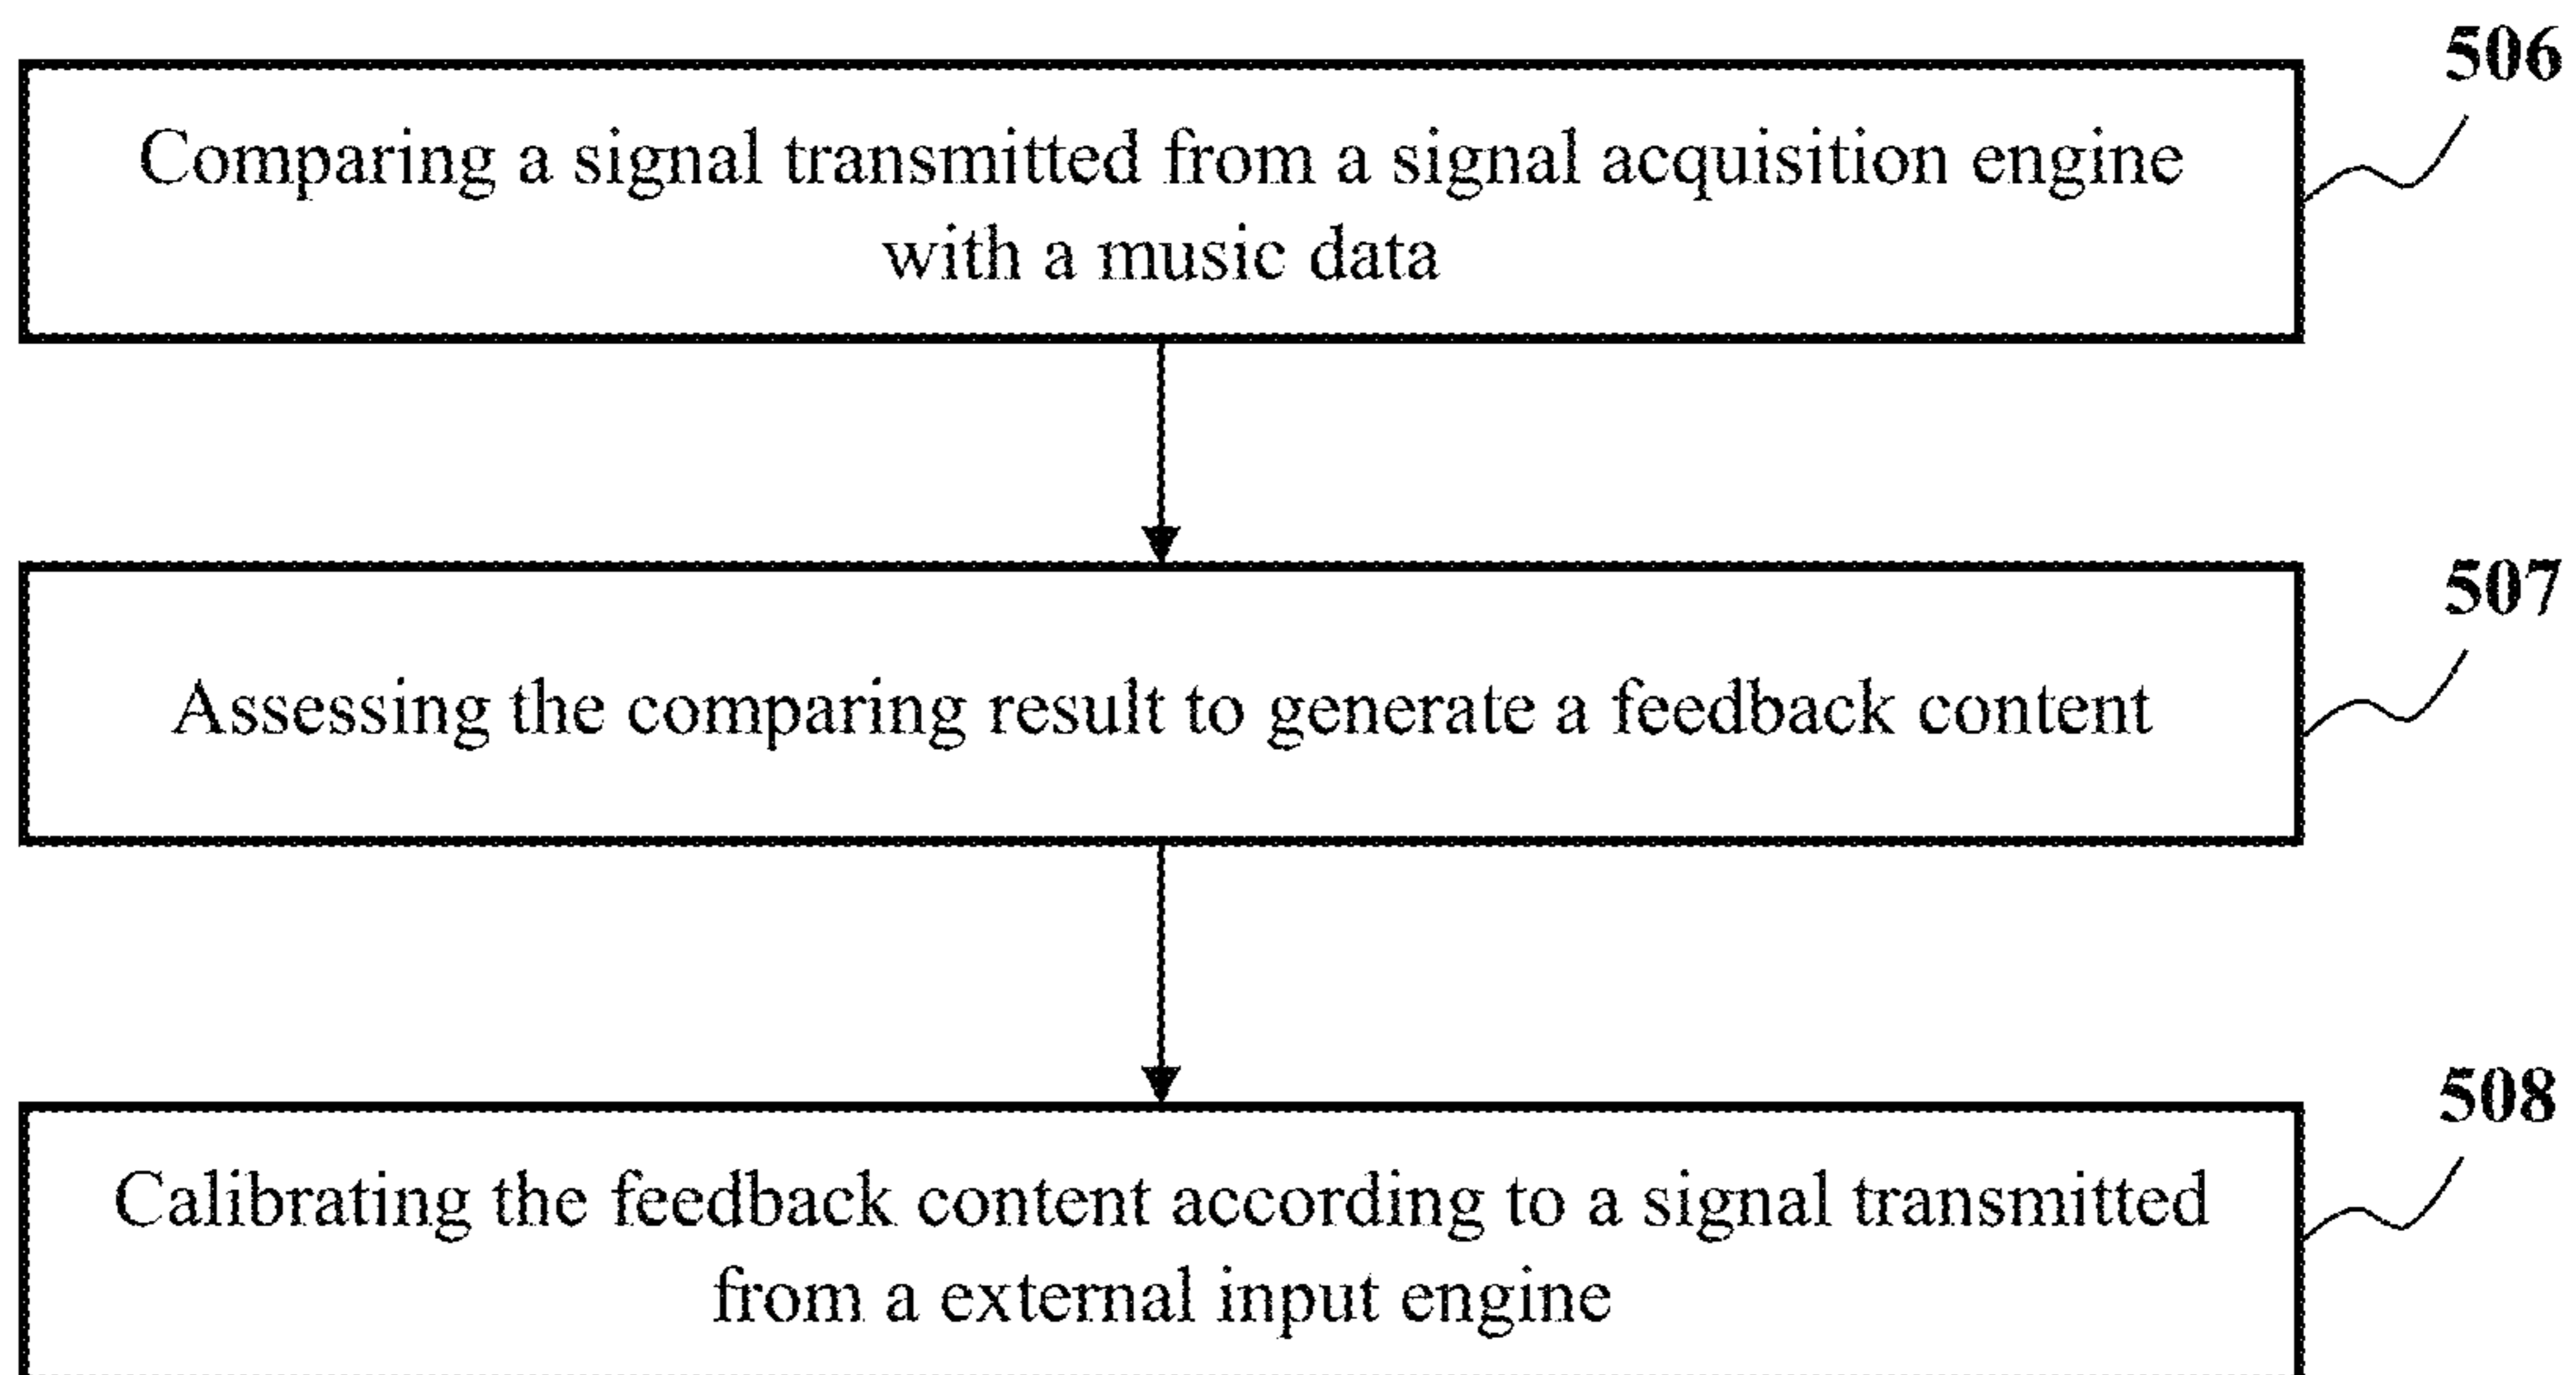 506
Comparing a signal transmitted from a signal acquisition engine
with a music data
507
Assessing the comparing result to generate a feedback content
508
Calibrating the feedback content according to a signal transmitted
from a external input engine